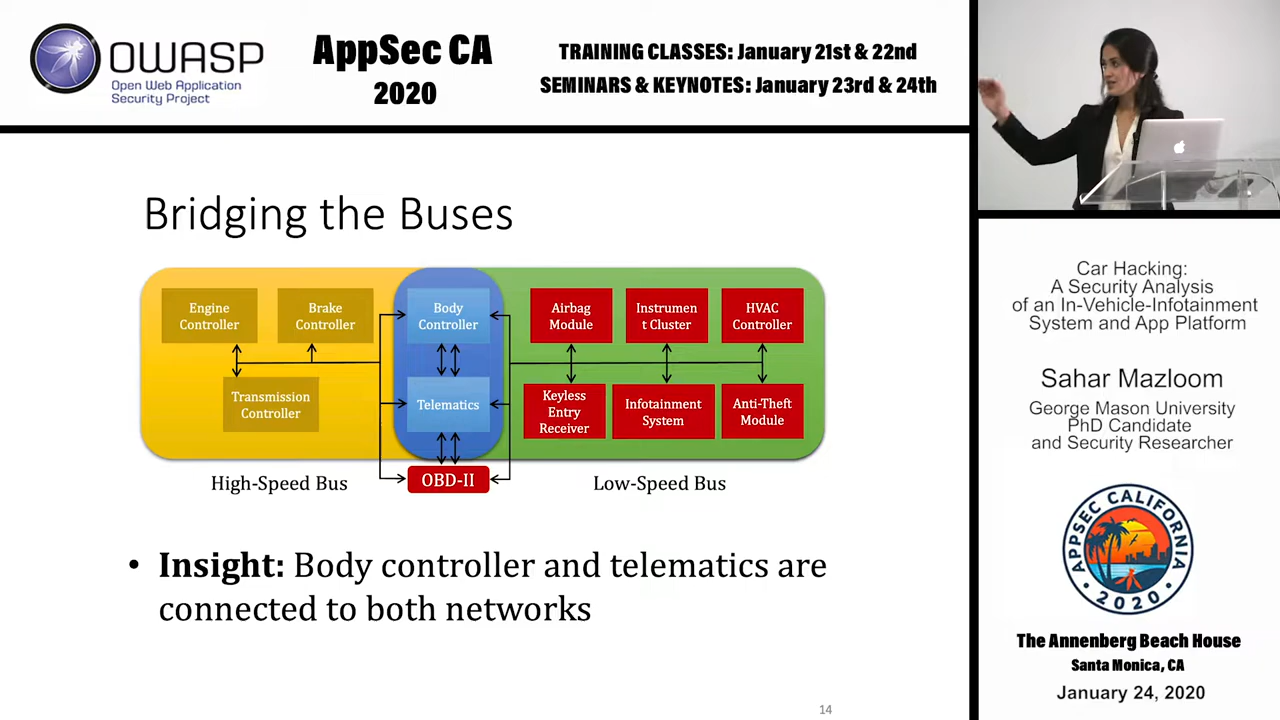 OWASP
Open Web Application
Security Project
AppSec CA
2020
TRAINING CLASSES: January 21st & 22nd
SEMINARS & KEYNOTES: January 23rd & 24th
Bridging the Buses
Engine
Controller
Brake
Controller
Transmission
Controller
Body
Controller
Telematics
OBD-II
Airbag
Module
Instrumen
t Cluster
HVAC
Controller
Keyless
Entry
Receiver
Infotainment
System
Anti-Theft
Module
High-Speed Bus
Low-Speed Bus
• Insight: Body controller and telematics are
connected to both networks
14
Car Hacking:
A Security Analysis
of an In-Vehicle-Infotainment
System and App Platform
Sahar Mazloom
George Mason University
PhD Candidate
and Security Researcher
APPSEC CALIFORNIA
• 2020 •
The Annenberg Beach House
Santa Monica, CA
January 24, 2020